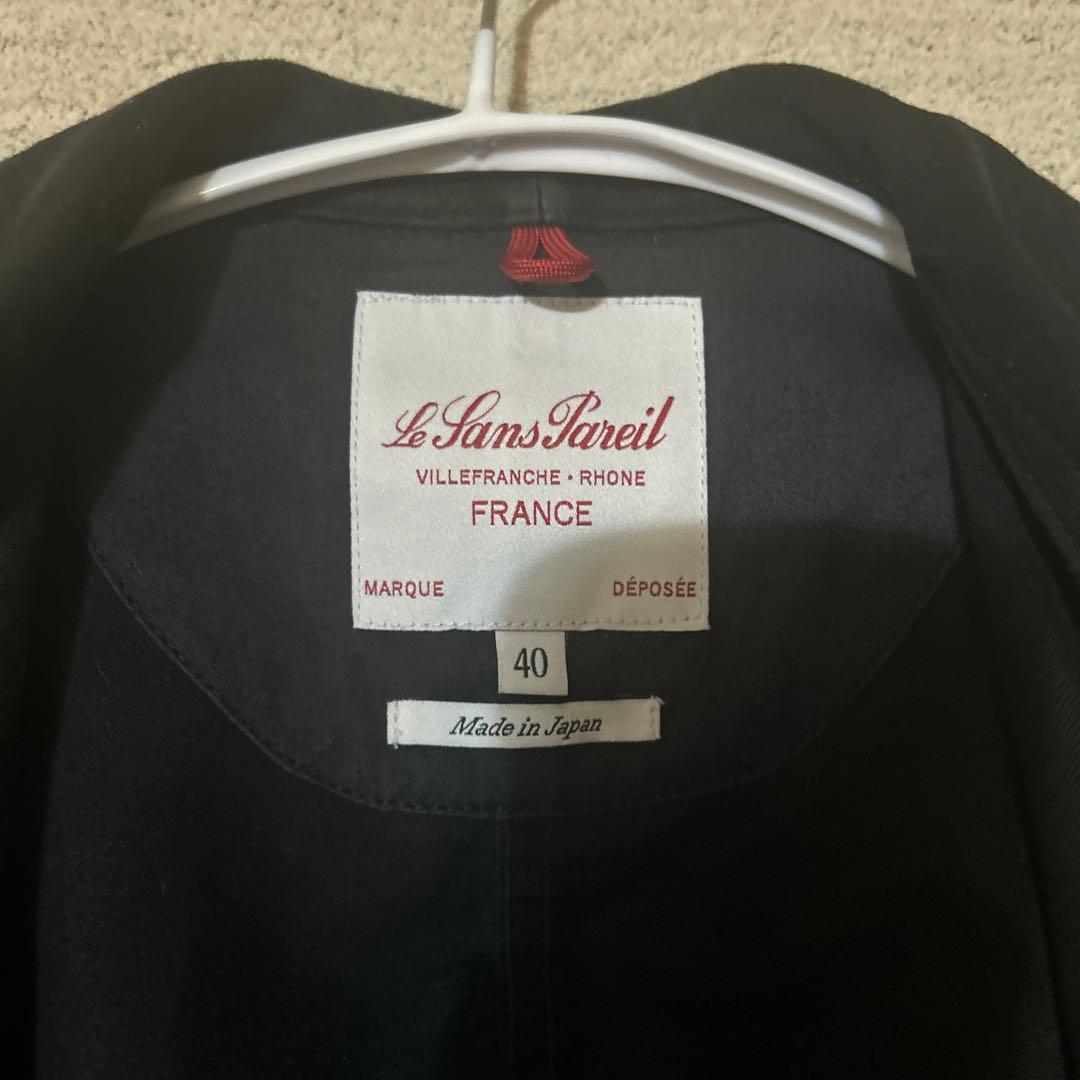 Le Sans Pareil
VILLEFRANCHE · RHONE
FRANCE
MARQUE DÉPOSÉE
40
Made in Japan